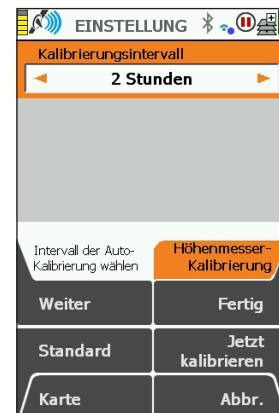 EINSTELLUNG
Kalibrierungsintervall
2 Stunden
Intervall der Auto-
Kalibrierung wählen
Höhenmesser-
Kalibrierung
Weiter
Fertig
Standard
Jetzt
kalibrieren
Karte
Abbr.